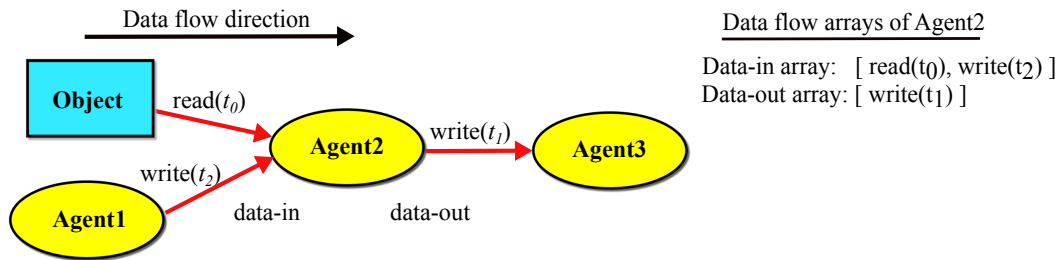 Data flow direction
Data flow arrays of Agent2
Data-in array: [ read(t0), write(t2) ]
Data-out array: [ write(t1) ]
Object
read(t0)
Agent2
write(t1)
Agent3
write(t2)
Agent1
data-in
data-out